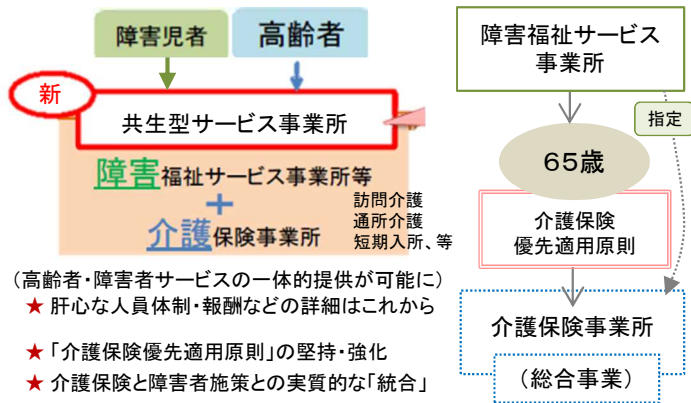 障害児者
高齢者
新
共生型サービス事業所
障害福祉サービス事業所等
+
介護保険事業所
訪問介護
通所介護
短期入所、等
(高齢者・障害者サービスの一体的提供が可能に)
★ 肝心な人員体制・報酬などの詳細はこれから
★ 「介護保険優先適用原則」の堅持・強化
★ 介護保険と障害者施策との実質的な「統合」
障害福祉サービス
事業所
指定
65歳
介護保険
優先適用原則
介護保険事業所
(総合事業)